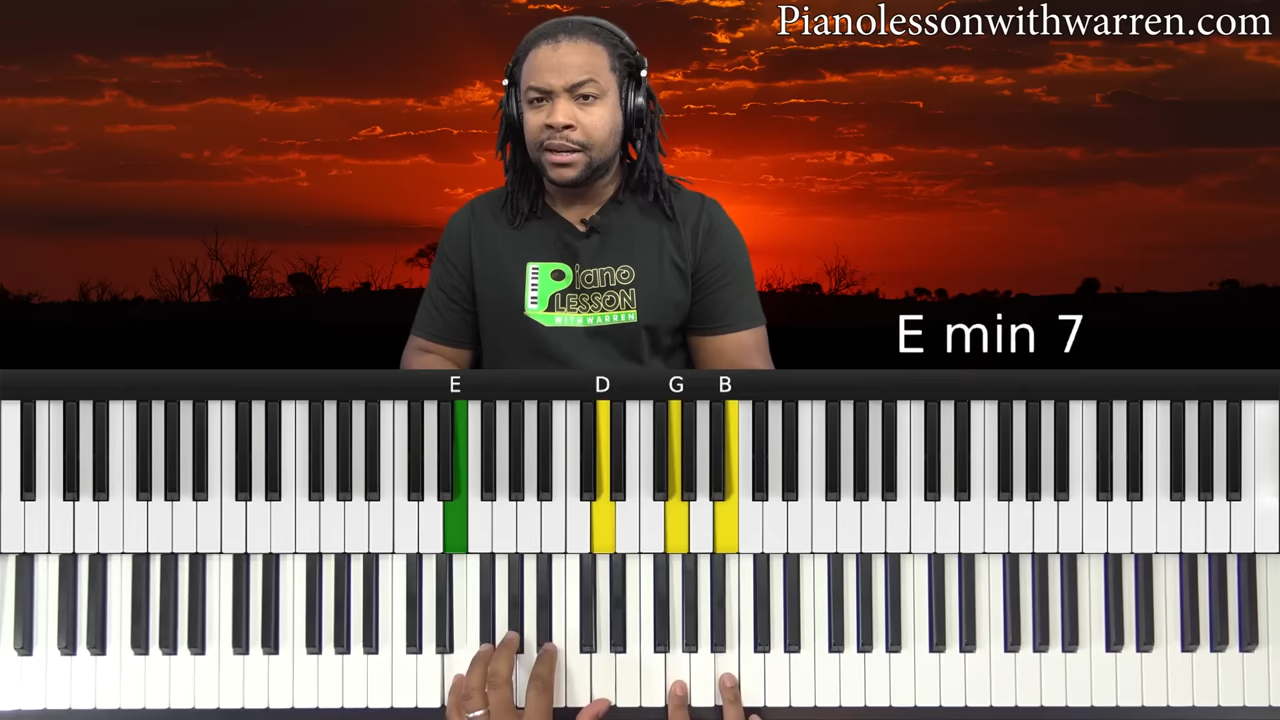 Pianolessonwithwarren.com
Piano
LESSON
WITH WARREN
E min 7
E D G B